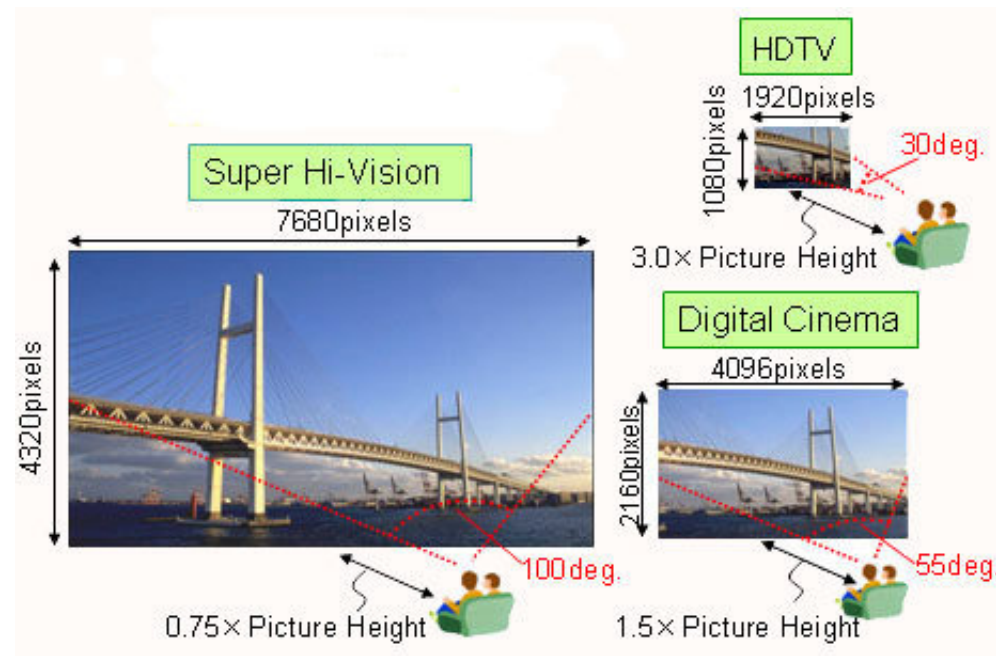 HDTV
1920pixels
1080pixels
30deg.
3.0× Picture Height
Super Hi-Vision
7680pixels
4320pixels
100deg.
0.75× Picture Height
Digital Cinema
4096pixels
2160pixels
55deg.
1.5× Picture Height